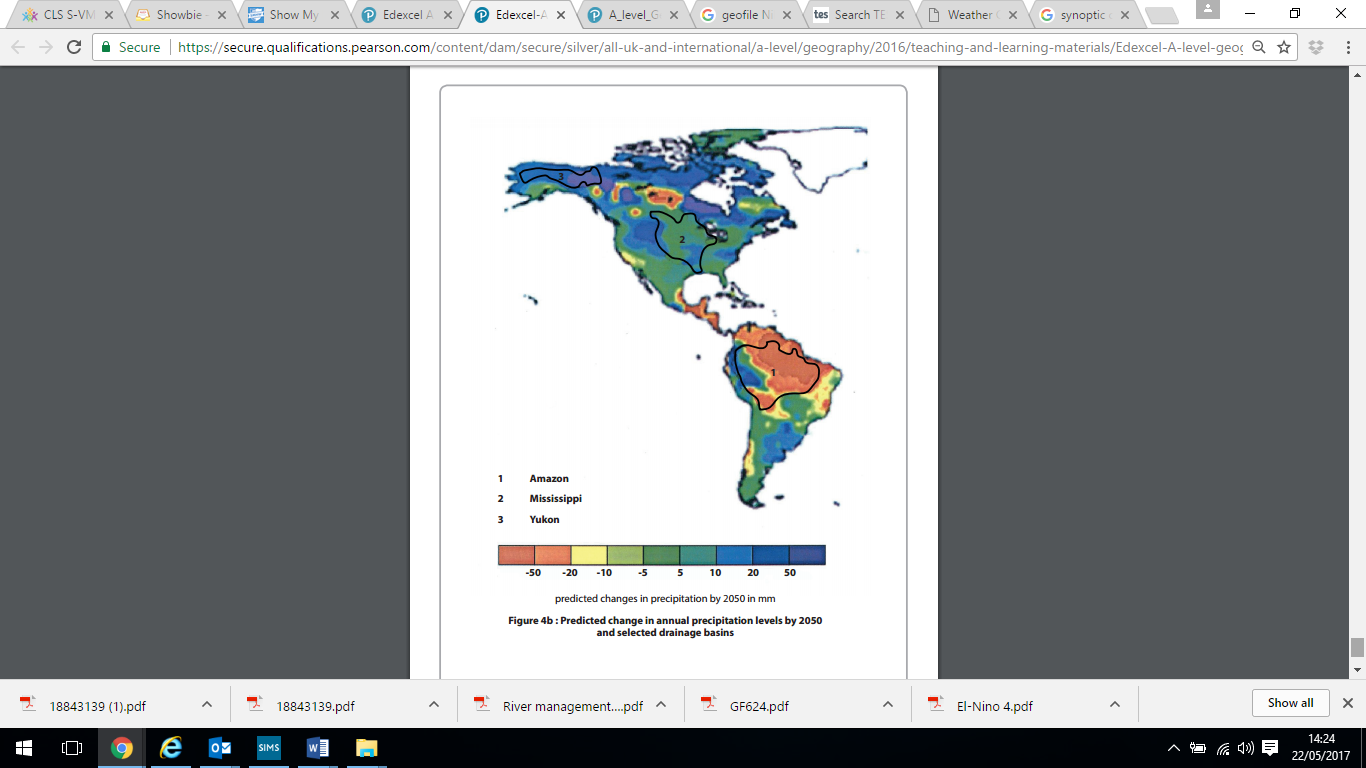 CLS S-VM
Showbie
Show My
Edexcel A
Edexcel-A
A_level_G
geofile Ni
tes Search TE
Weather
synoptic
Secure
https://secure.qualifications.pearson.com/content/dam/secure/silver/all-uk-and-international/a-level/geography/2016/teaching-and-learning-materials/Edexcel-A-level-geog
3
2
1
1 Amazon
2 Mississippi
3 Yukon
-50 -20 -10 -5 5 10 20 50
predicted changes in precipitation by 2050 in mm
Figure 4b : Predicted change in annual precipitation levels by 2050
and selected drainage basins
18843139 (1).pdf
18843139.pdf
River management....pdf
GF624.pdf
El-Nino 4.pdf
Show all
SIMS
14:24
22/05/2017